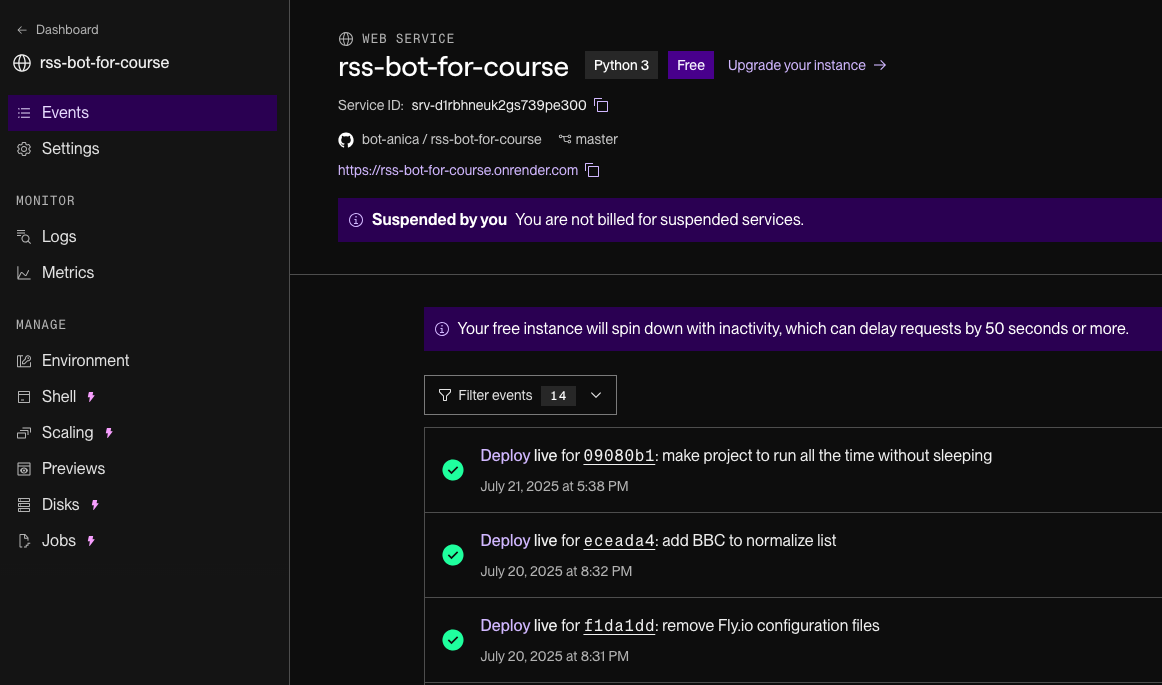 Dashboard
rss-bot-for-course
Events
Settings
MONITOR
Logs
Metrics
MANAGE
Environment
Shell
Scaling
Previews
Disks
Jobs
WEB SERVICE
rss-bot-for-course Python 3 Free Upgrade your instance
Service ID: srv-d1rbhneuk2gs739pe300
bot-anica / rss-bot-for-course master
https://rss-bot-for-course.onrender.com
Suspended by you You are not billed for suspended services.
Your free instance will spin down with inactivity, which can delay requests by 50 seconds or more.
Filter events 14
Deploy live for 09080b1: make project to run all the time without sleeping
July 21, 2025 at 5:38 PM
Deploy live for eceada4: add BBC to normalize list
July 20, 2025 at 8:32 PM
Deploy live for f1da1dd: remove Fly.io configuration files
July 20, 2025 at 8:31 PM